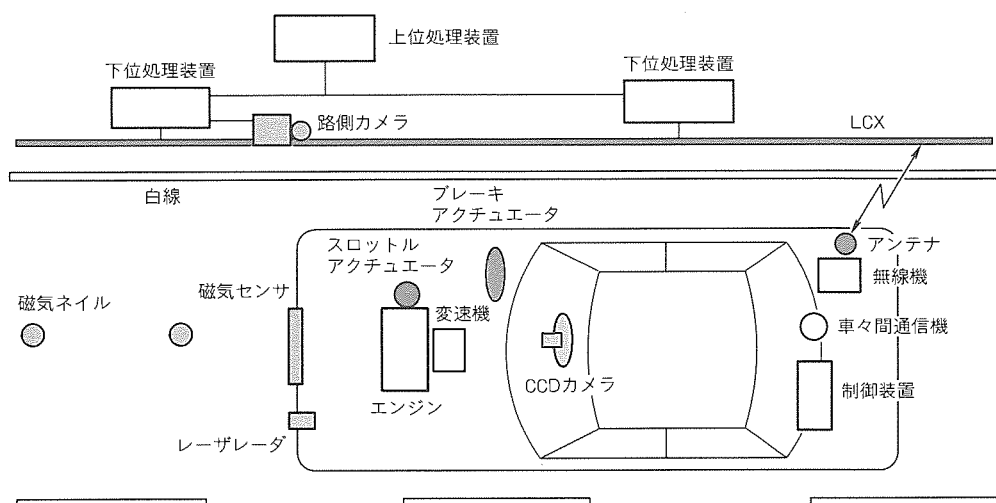 上位処理装置
下位処理装置
下位処理装置
路側カメラ
LCX
白線
ブレーキ
アクチュエータ
スロットル
アクチュエータ
アンテナ
無線機
磁気ネイル
磁気センサ
変速機
車々間通信機
CCDカメラ
制御装置
エンジン
レーザレーダ